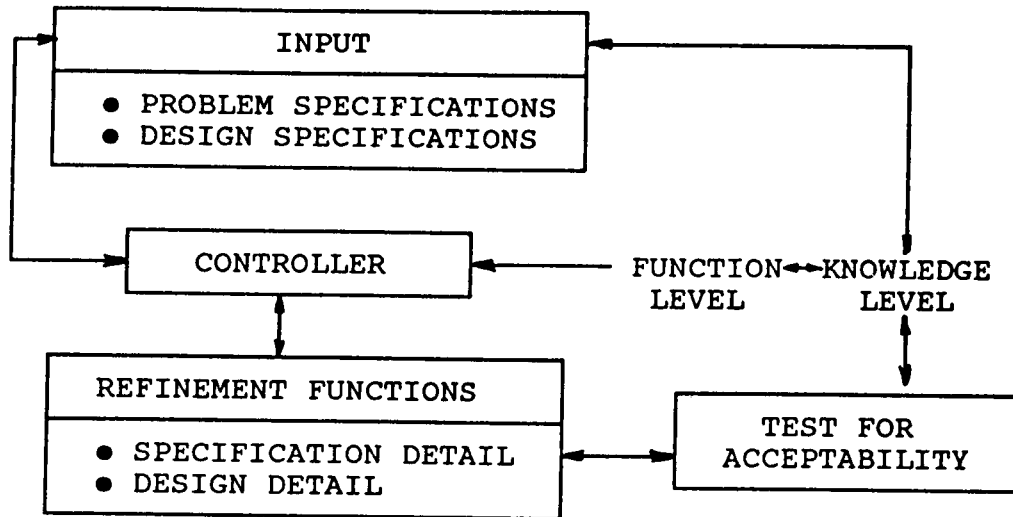 INPUT
● PROBLEM SPECIFICATIONS
● DESIGN SPECIFICATIONS
CONTROLLER
FUNCTION LEVEL
KNOWLEDGE LEVEL
REFINEMENT FUNCTIONS
● SPECIFICATION DETAIL
● DESIGN DETAIL
TEST FOR
ACCEPTABILITY